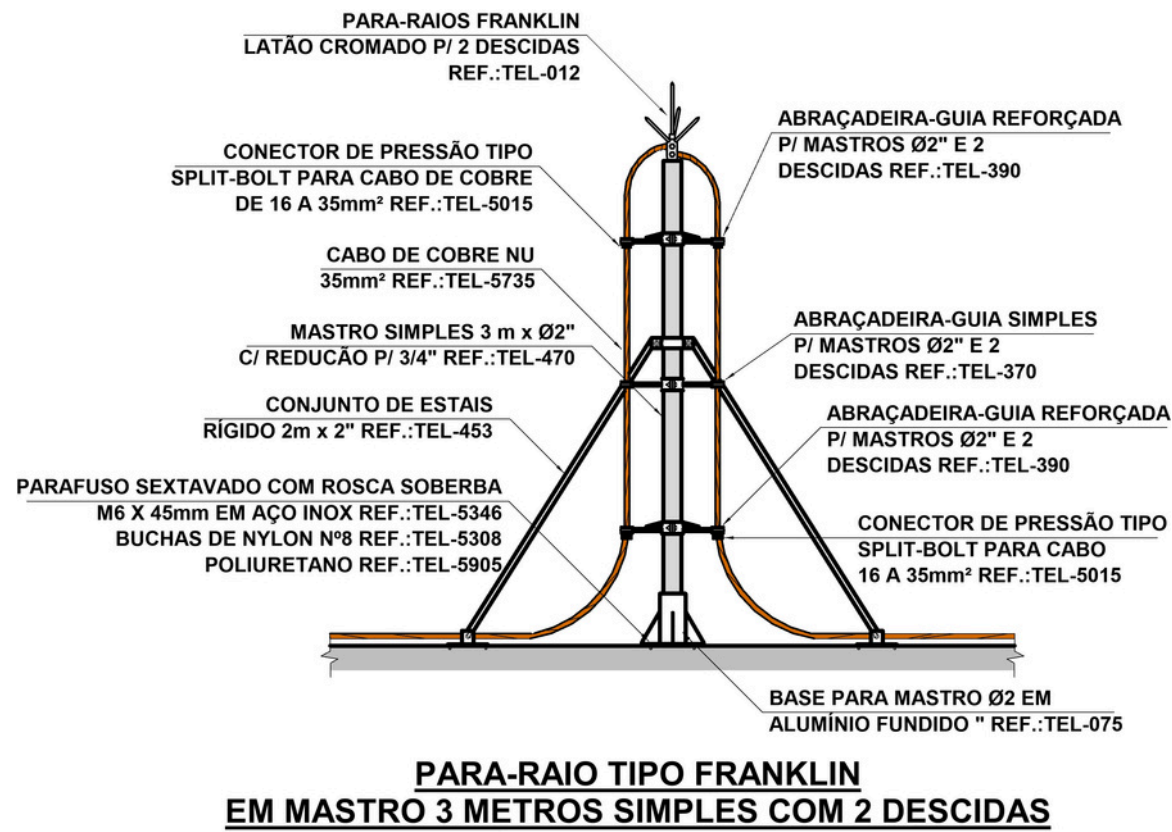 PARA-RAIOS FRANKLIN
LATÃO CROMADO P/ 2 DESCIDAS
REF.:TEL-012
CONECTOR DE PRESSÃO TIPO
SPLIT-BOLT PARA CABO DE COBRE
DE 16 A 35mm² REF.:TEL-5015
CABO DE COBRE NU
35mm² REF.:TEL-5735
MASTRO SIMPLES 3 m x Ø2"
C/ REDUCÃO P/ 3/4" REF.:TEL-470
CONJUNTO DE ESTAIS
RÍGIDO 2m x 2" REF.:TEL-453
PARAFUSO SEXTAVADO COM ROSCA SOBERBA
M6 X 45mm EM AÇO INOX REF.:TEL-5346
BUCHAS DE NYLON Nº8 REF.:TEL-5308
POLIURETANO REF.:TEL-5905
ABRAÇADEIRA-GUIA REFORÇADA
P/ MASTROS Ø2" E 2
DESCIDAS REF.:TEL-390
ABRAÇADEIRA-GUIA SIMPLES
P/ MASTROS Ø2" E 2
DESCIDAS REF.:TEL-370
ABRAÇADEIRA-GUIA REFORÇADA
P/ MASTROS Ø2" E 2
DESCIDAS REF.:TEL-390
CONECTOR DE PRESSÃO TIPO
SPLIT-BOLT PARA CABO
16 A 35mm² REF.:TEL-5015
BASE PARA MASTRO Ø2 EM
ALUMÍNIO FUNDIDO " REF.:TEL-075
PARA-RAIO TIPO FRANKLIN
EM MASTRO 3 METROS SIMPLES COM 2 DESCIDAS